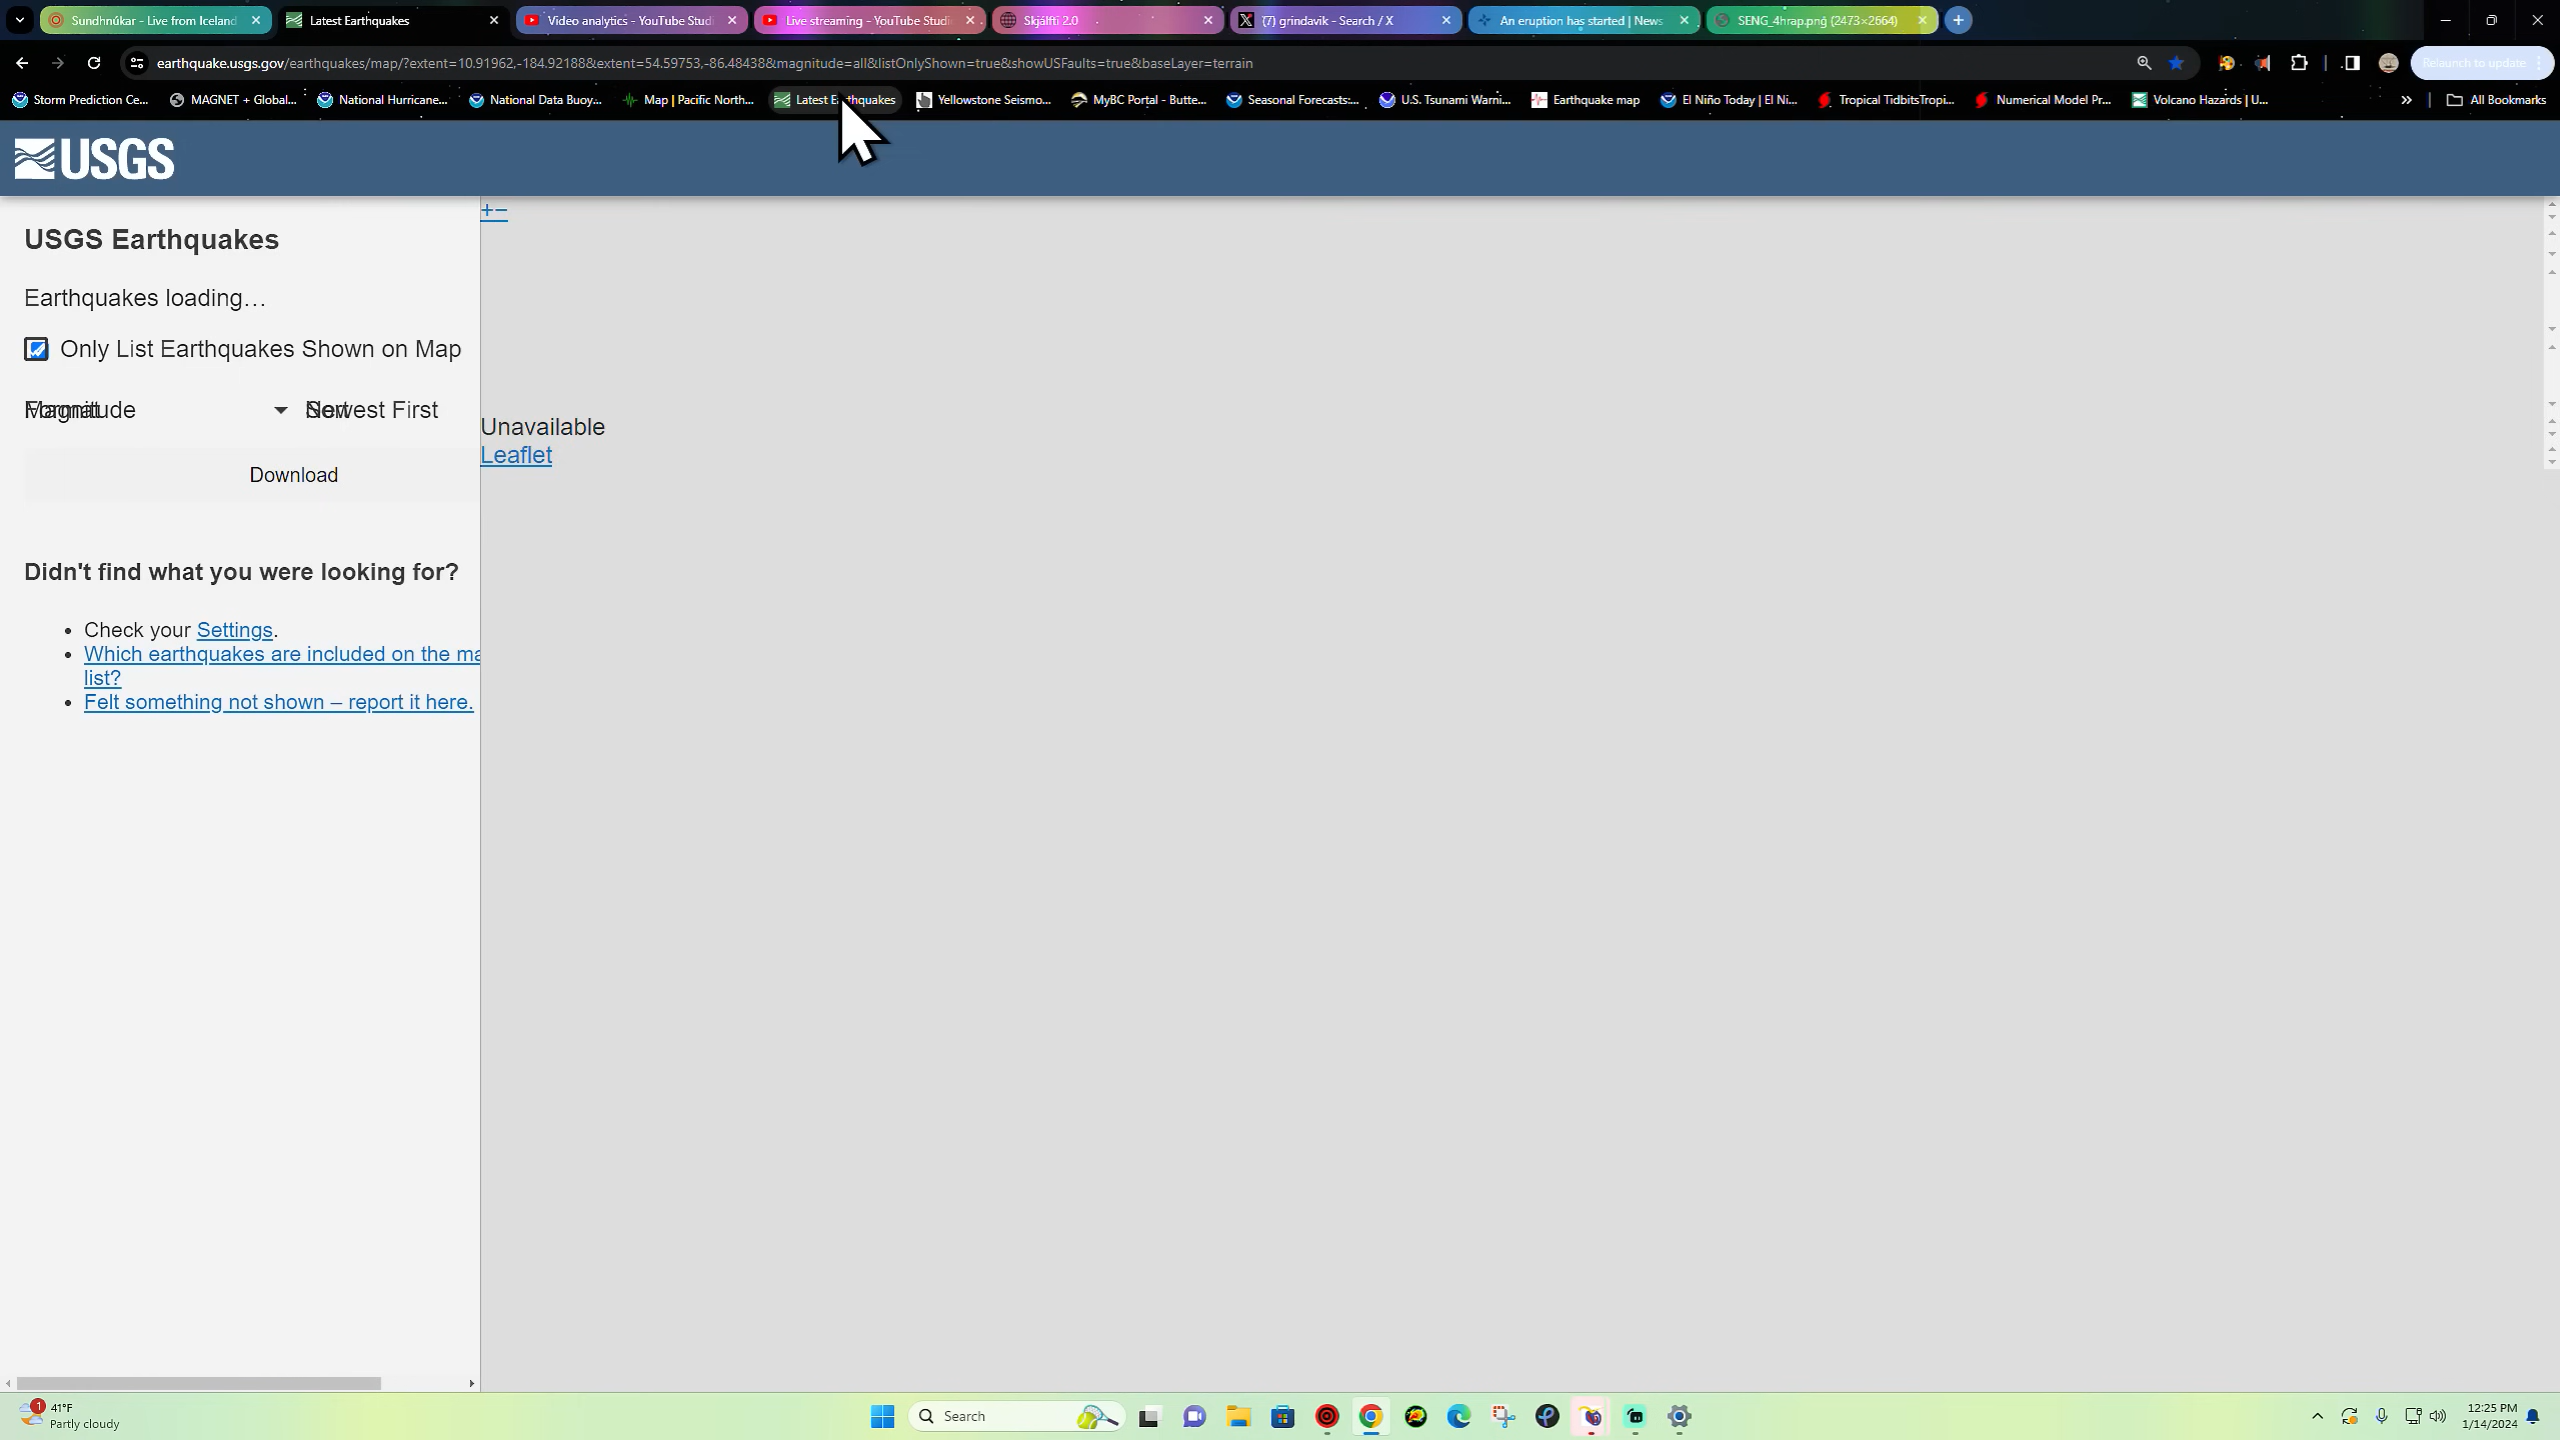 Sundhnúkar - Live from Iceland
Latest Earthquakes
Video analytics - YouTube Studi
Live streaming - YouTube Studi
Skjálfti 2.0
(7) grindavik - Search / X
An eruption has started | News
SENG_4hrap.png (2473×2664)
earthquake.usgs.gov/earthquakes/map/?extent=10.91962,-184.92188&extent=54.59753,-86.48438&magnitude=all&listOnlyShown=true&showUSFaults=true&baseLayer=terrain
Relaunch to update
Storm Prediction Ce...
MAGNET + Global...
National Hurricane...
National Data Buoy...
Map | Pacific North...
Latest Earthquakes
Yellowstone Seismo...
MyBC Portal - Butte...
Seasonal Forecasts:...
U.S. Tsunami Warni...
Earthquake map
El Niño Today | El Ni...
Tropical TidbitsTropi...
Numerical Model Pr...
Volcano Hazards | U...
All Bookmarks
USGS
USGS Earthquakes
Earthquakes loading...
Only List Earthquakes Shown on Map
Format
Magnitude
Sort
Newest First
Download
Didn't find what you were looking for?
Check your Settings.
Which earthquakes are included on the ma
list?
Felt something not shown – report it here.
+−
Unavailable
Leaflet
1
41°F
Partly cloudy
Search
12:25 PM
1/14/2024